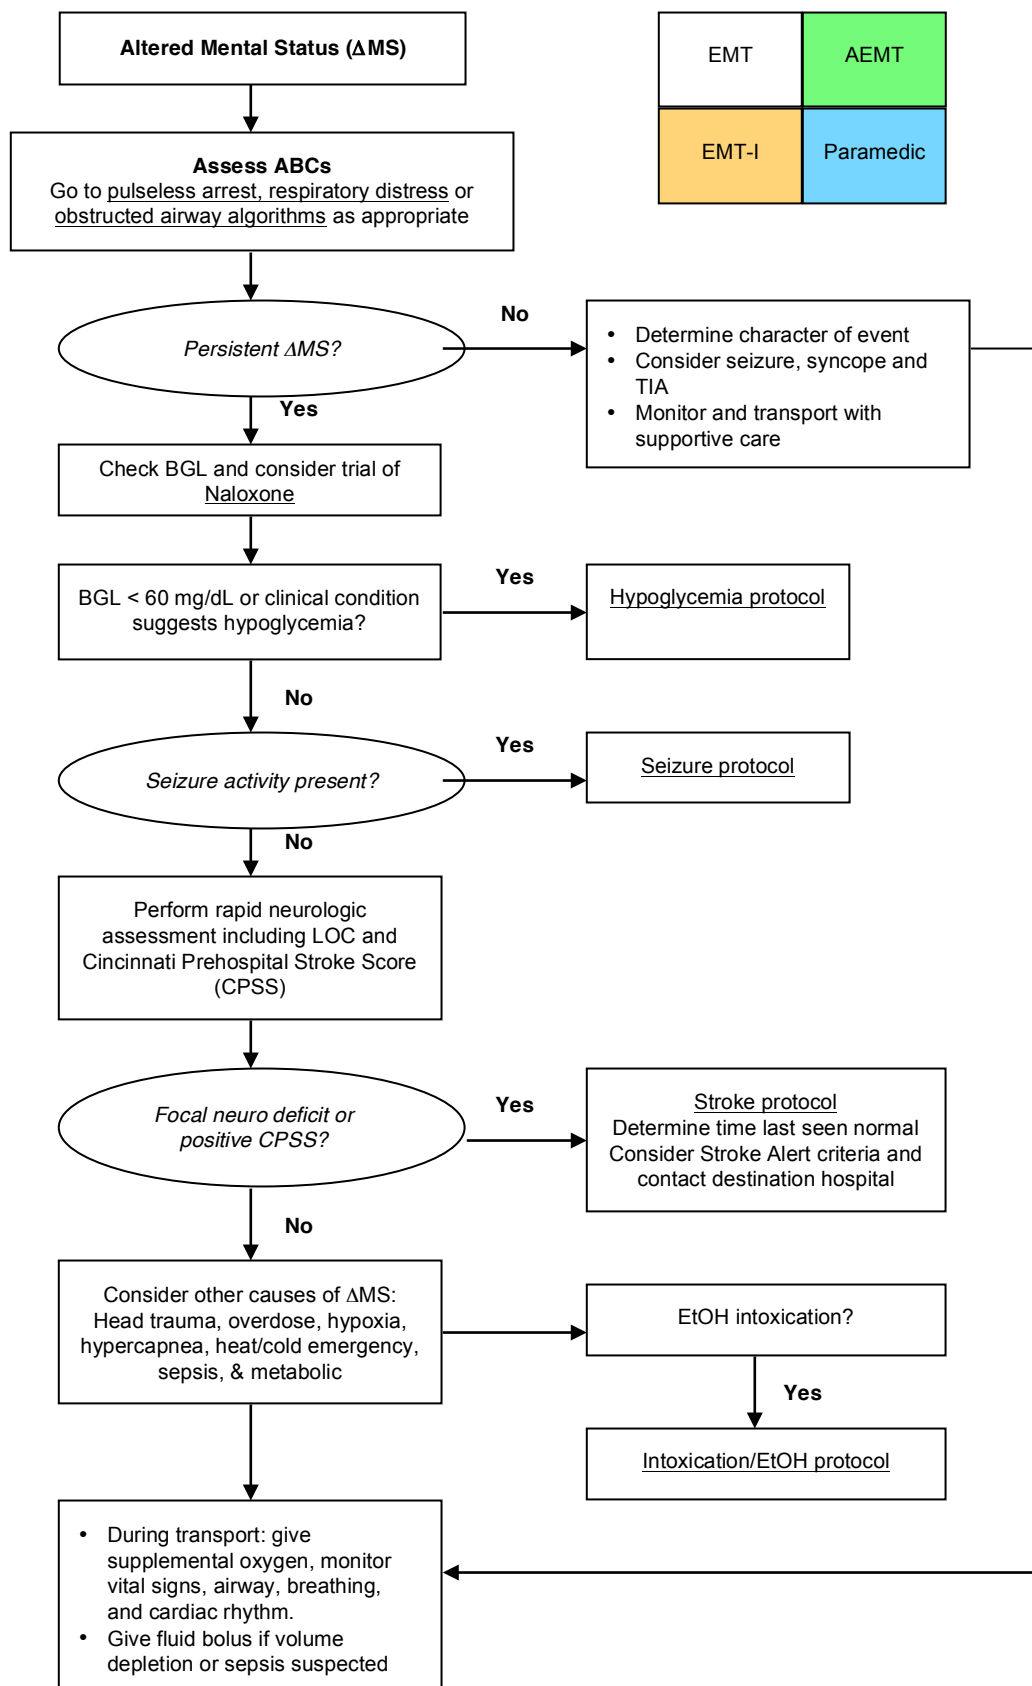 Altered Mental Status (ΔMS)
EMT
AEMT
EMT-I
Paramedic
Assess ABCs
Go to pulseless arrest, respiratory distress or
obstructed airway algorithms as appropriate
Persistent ΔMS?
No
• Determine character of event
• Consider seizure, syncope and
TIA
• Monitor and transport with
supportive care
Yes
Check BGL and consider trial of
Naloxone
BGL < 60 mg/dL or clinical condition
suggests hypoglycemia?
Yes
Hypoglycemia protocol
No
Seizure activity present?
Yes
Seizure protocol
No
Perform rapid neurologic
assessment including LOC and
Cincinnati Prehospital Stroke Score
(CPSS)
Focal neuro deficit or
positive CPSS?
Yes
Stroke protocol
Determine time last seen normal
Consider Stroke Alert criteria and
contact destination hospital
No
Consider other causes of ΔMS:
Head trauma, overdose, hypoxia,
hypercapnea, heat/cold emergency,
sepsis, & metabolic
EtOH intoxication?
Yes
Intoxication/EtOH protocol
• During transport: give
supplemental oxygen, monitor
vital signs, airway, breathing,
and cardiac rhythm.
• Give fluid bolus if volume
depletion or sepsis suspected